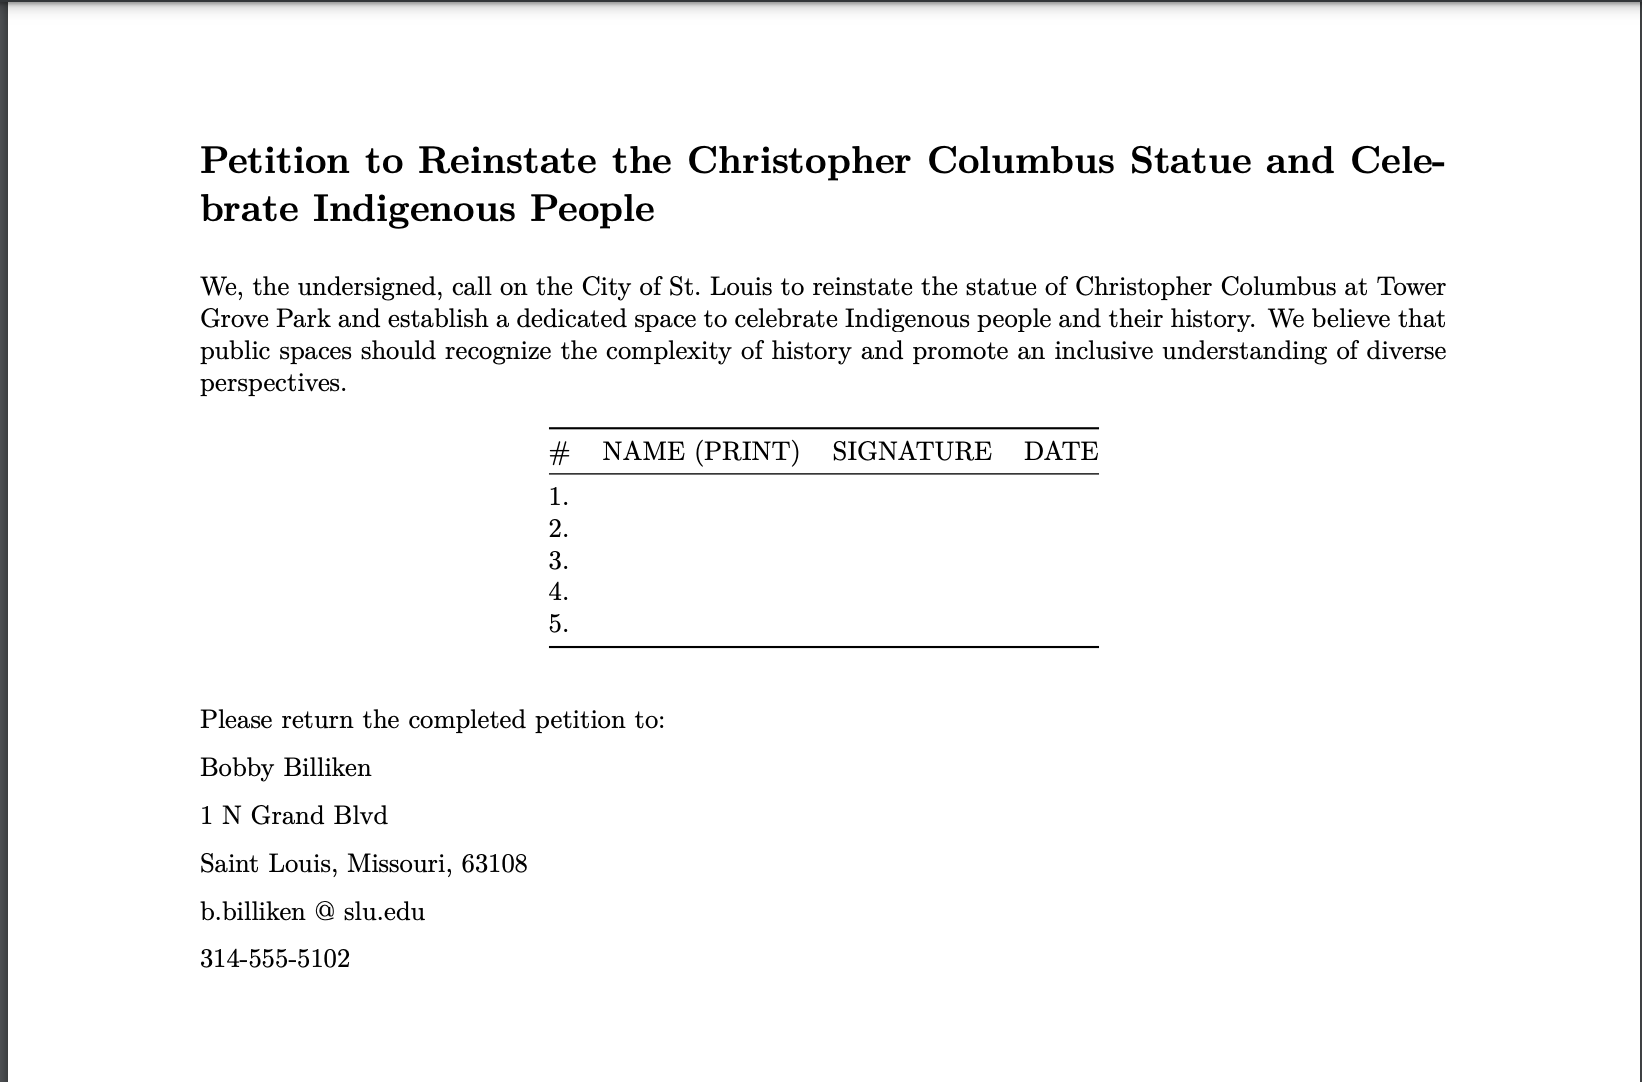 Petition to Reinstate the Christopher Columbus Statue and Cele-
brate Indigenous People
We, the undersigned, call on the City of St. Louis to reinstate the statue of Christopher Columbus at Tower
Grove Park and establish a dedicated space to celebrate Indigenous people and their history. We believe that
public spaces should recognize the complexity of history and promote an inclusive understanding of diverse
perspectives.
# NAME (PRINT) SIGNATURE DATE
1.
2.
3.
4.
5.
Please return the completed petition to:
Bobby Billiken
1 N Grand Blvd
Saint Louis, Missouri, 63108
b.billiken @ slu.edu
314-555-5102